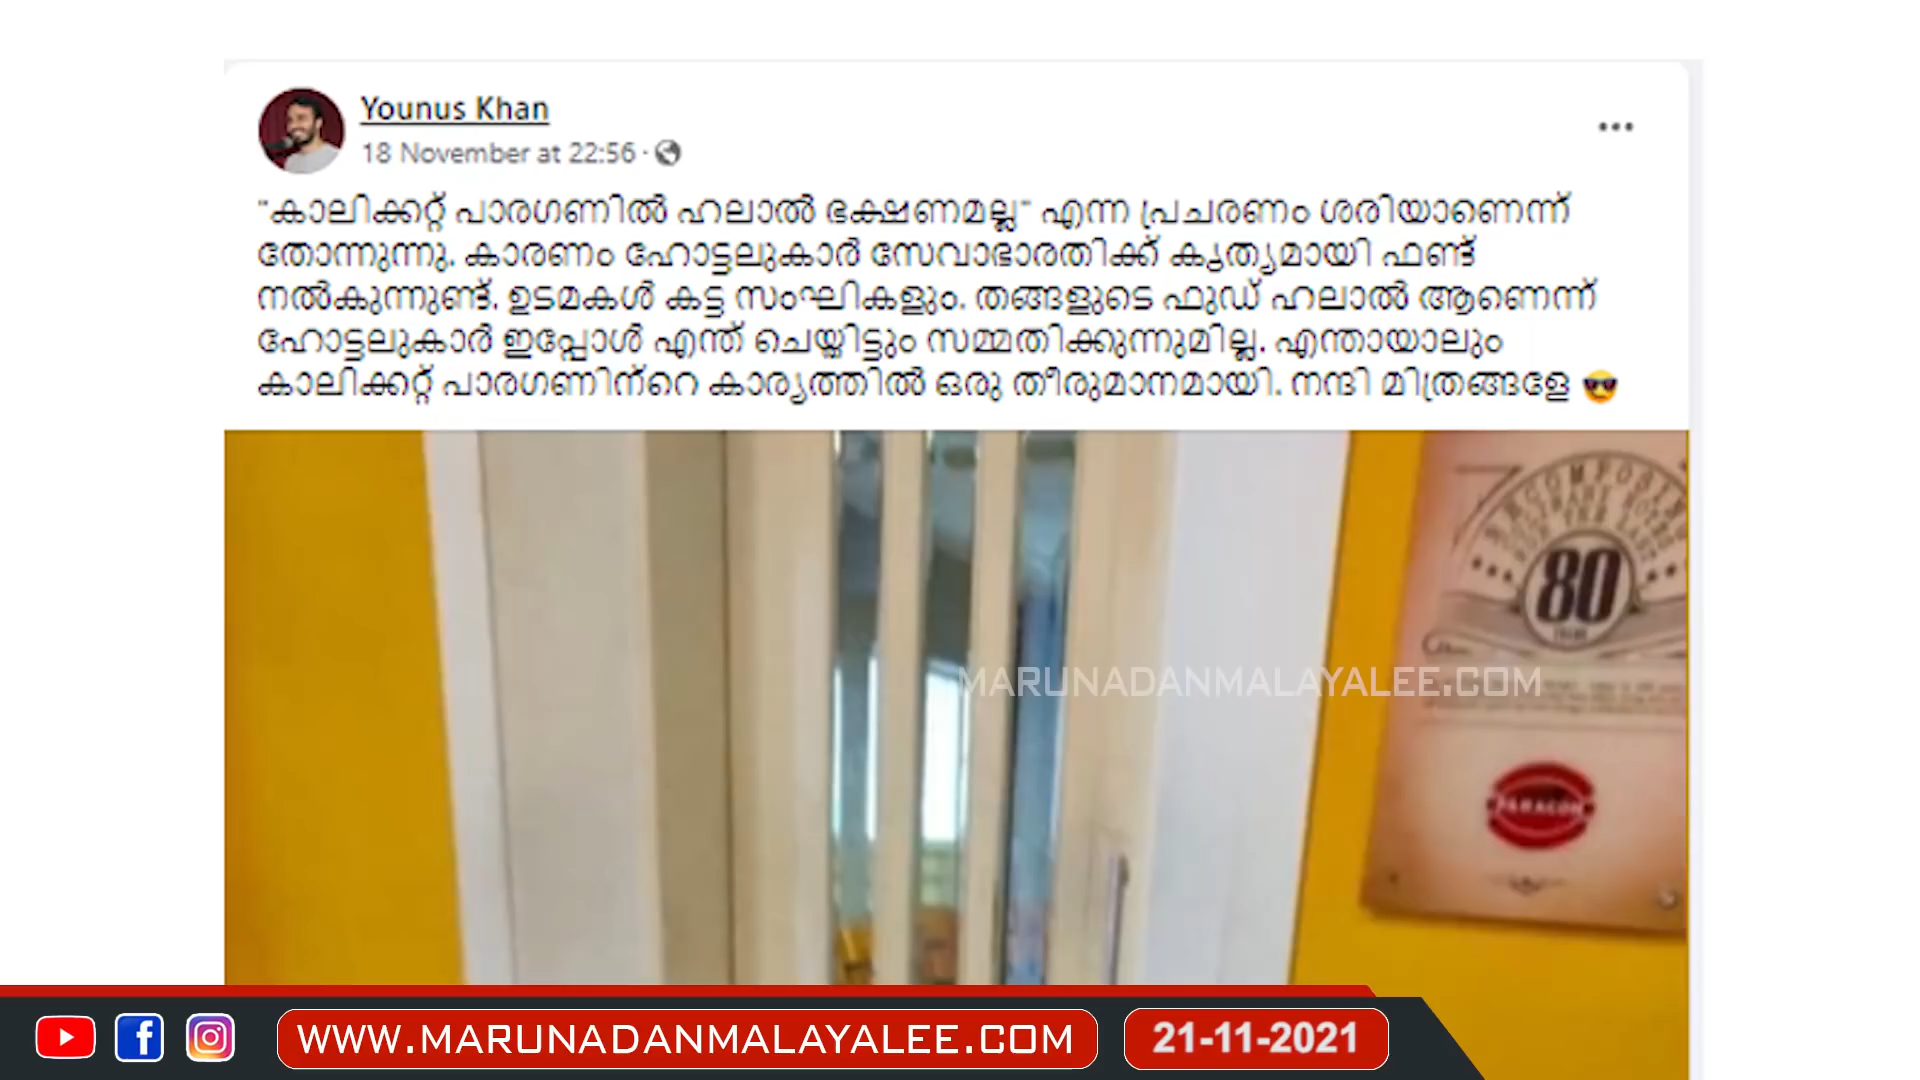 Younus Khan
18 November at 22:56 ·
"കാലിക്കറ്റ് പാരഗണിൽ ഹലാൽ ഭക്ഷണമല്ല" എന്ന പ്രചരണം ശരിയാണെന്ന്
തോന്നുന്നു. കാരണം ഹോട്ടലുകാർ സേവാഭാരതിക്ക് കൃത്യമായി ഫണ്ട്
നൽകുന്നുണ്ട്. ഉടമകൾ കട്ട സംഘികളും. തങ്ങളുടെ ഫുഡ് ഹലാൽ ആണെന്ന്
ഹോട്ടലുകാർ ഇപ്പോൾ എന്ത് ചെയ്തിട്ടും സമ്മതിക്കുന്നുമില്ല. എന്തായാലും
കാലിക്കറ്റ് പാരഗണിന്റെ കാര്യത്തിൽ ഒരു തീരുമാനമായി. നന്ദി മിത്രങ്ങളേ 😎
80
MARUNADANMALAYALEE.COM
PARAGON
WWW.MARUNADANMALAYALEE.COM
21-11-2021